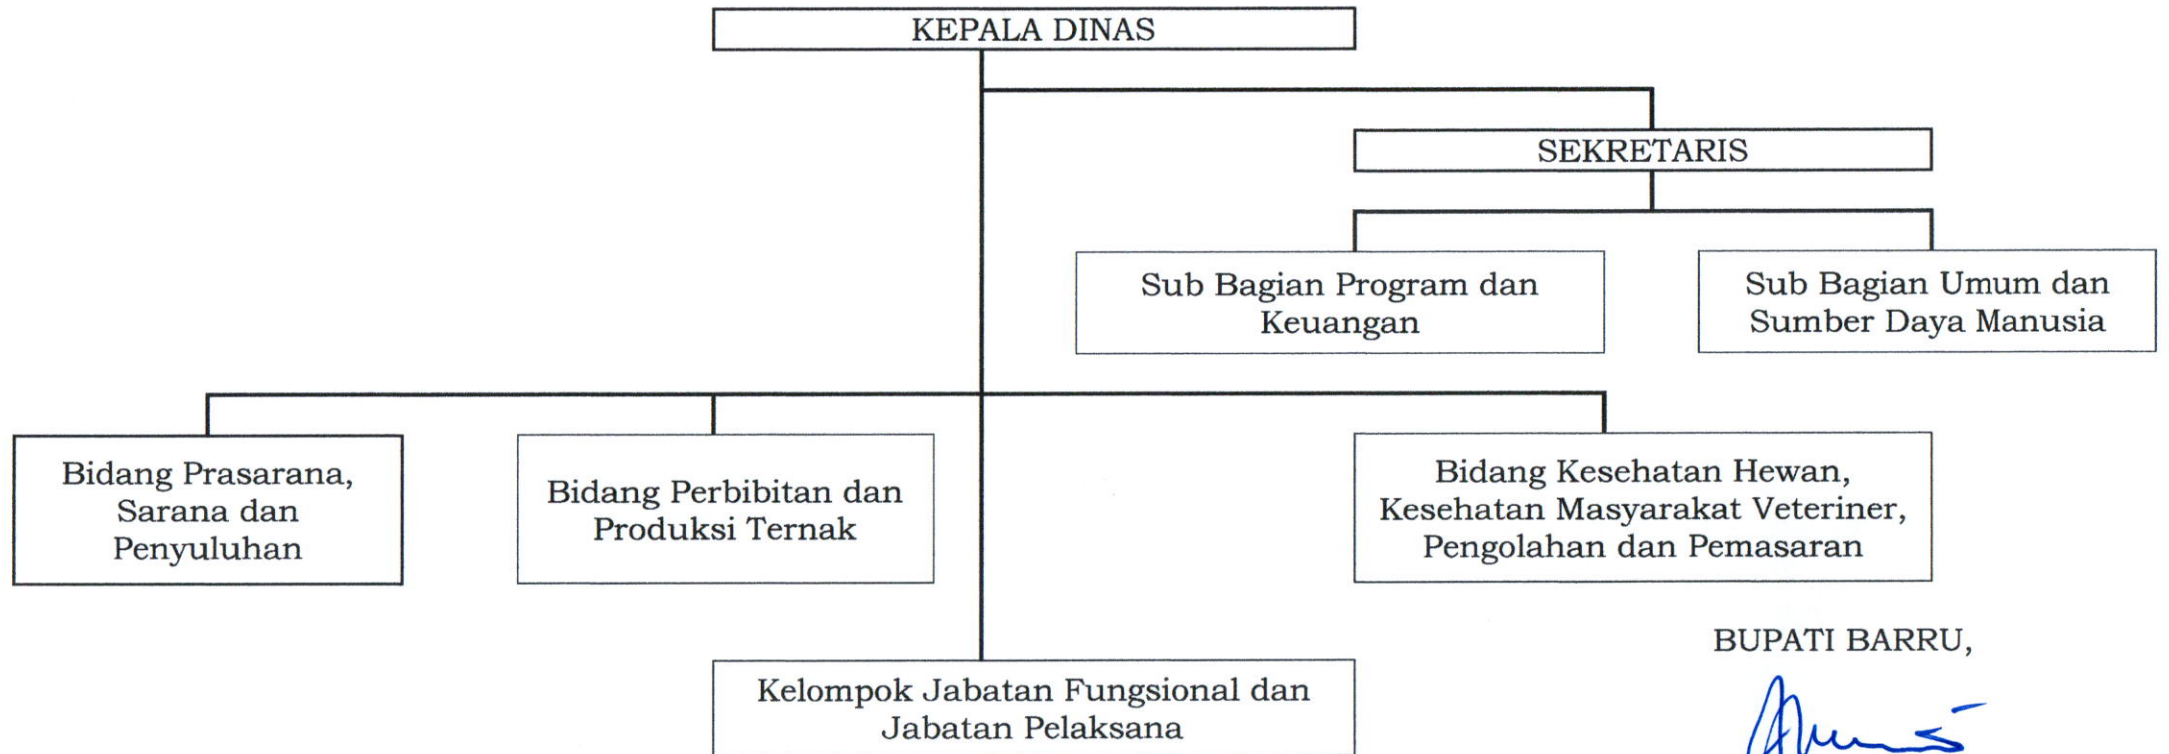 KEPALA DINAS
SEKRETARIS
Sub Bagian Program dan
Keuangan
Sub Bagian Umum dan
Sumber Daya Manusia
Bidang Prasarana,
Sarana dan
Penyuluhan
Bidang Perbibitan dan
Produksi Ternak
Bidang Kesehatan Hewan,
Kesehatan Masyarakat Veteriner,
Pengolahan dan Pemasaran
BUPATI BARRU,
Kelompok Jabatan Fungsional dan
Jabatan Pelaksana